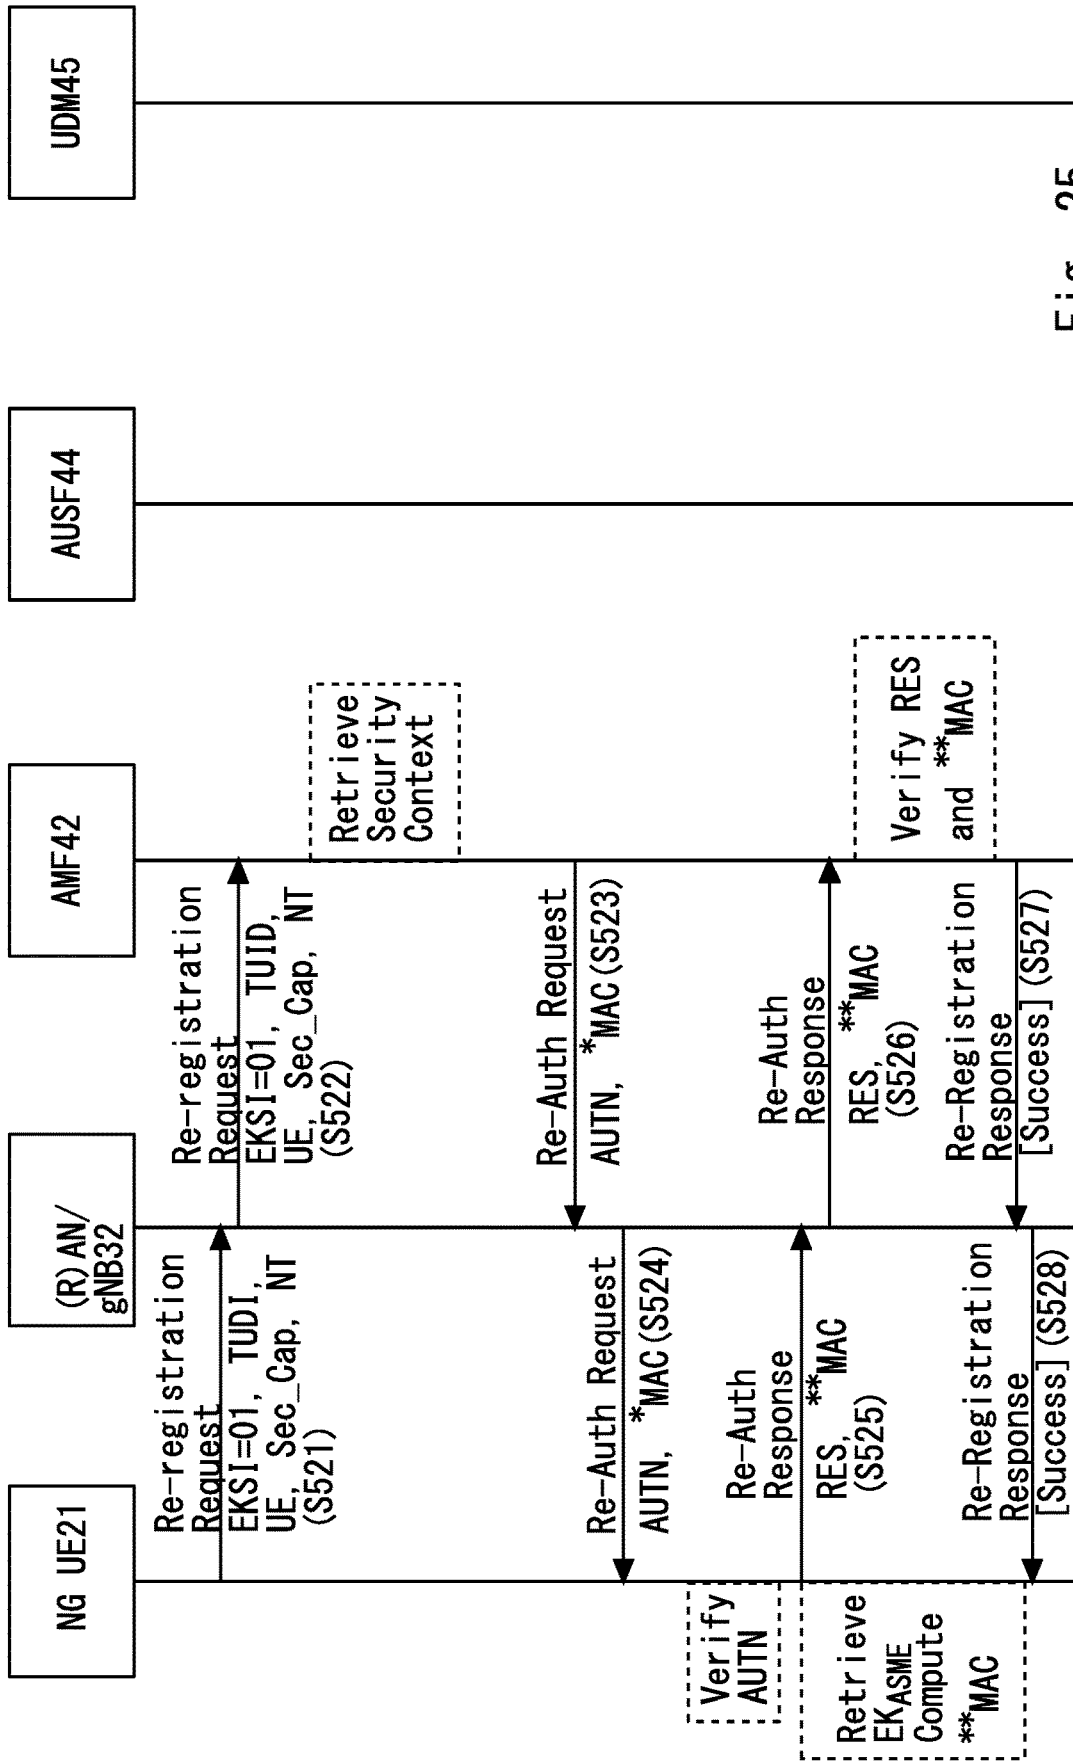 NG UE21
(R)AN/
gNB32
AMF42
AUSF44
UDM45
Re-registration
Request
EKSI=01, TUDI,
UE, Sec_Cap, NT
(S521)
Re-registration
Request
EKSI=01, TUID,
UE, Sec_Cap, NT
(S522)
Retrieve
Security
Context
Re-Auth Request
AUTN, *MAC(S523)
Re-Auth Request
AUTN, *MAC(S524)
Verify
AUTN
Retrieve
EKASME
Compute
**MAC
Re-Auth
Response
RES, **MAC
(S525)
Re-Auth
Response
RES, **MAC
(S526)
Verify RES
and **MAC
Re-Registration
Response
[Success](S527)
Re-Registration
Response
[Success](S528)
Fig. 25